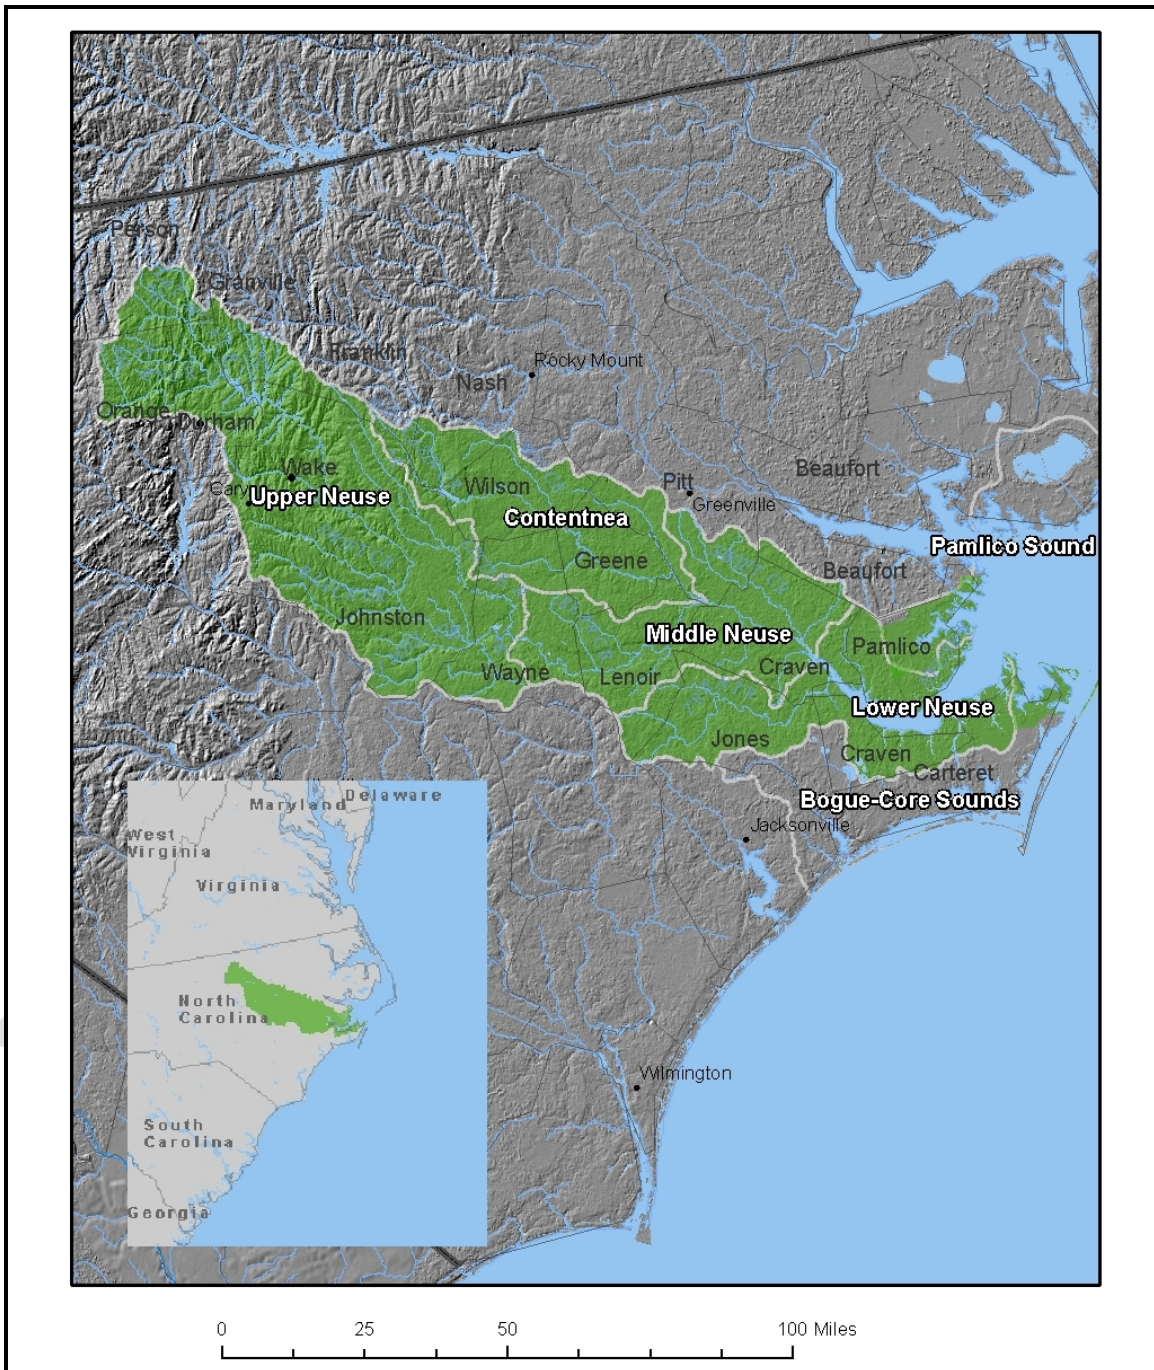 Person
Granville
Franklin
Nash
Rocky Mount
Orange
Durham
Wake
Cary
Upper Neuse
Wilson
Contentnea
Pitt
Greenville
Beaufort
Pamlico Sound
Greene
Beaufort
Johnston
Middle Neuse
Pamlico
Wayne
Lenoir
Craven
Lower Neuse
Jones
Craven
Carteret
Bogue-Core Sounds
Jacksonville
Wilmington
Maryland
Delaware
West
Virginia
Virginia
North
Carolina
South
Carolina
Georgia
0 25 50 100 Miles